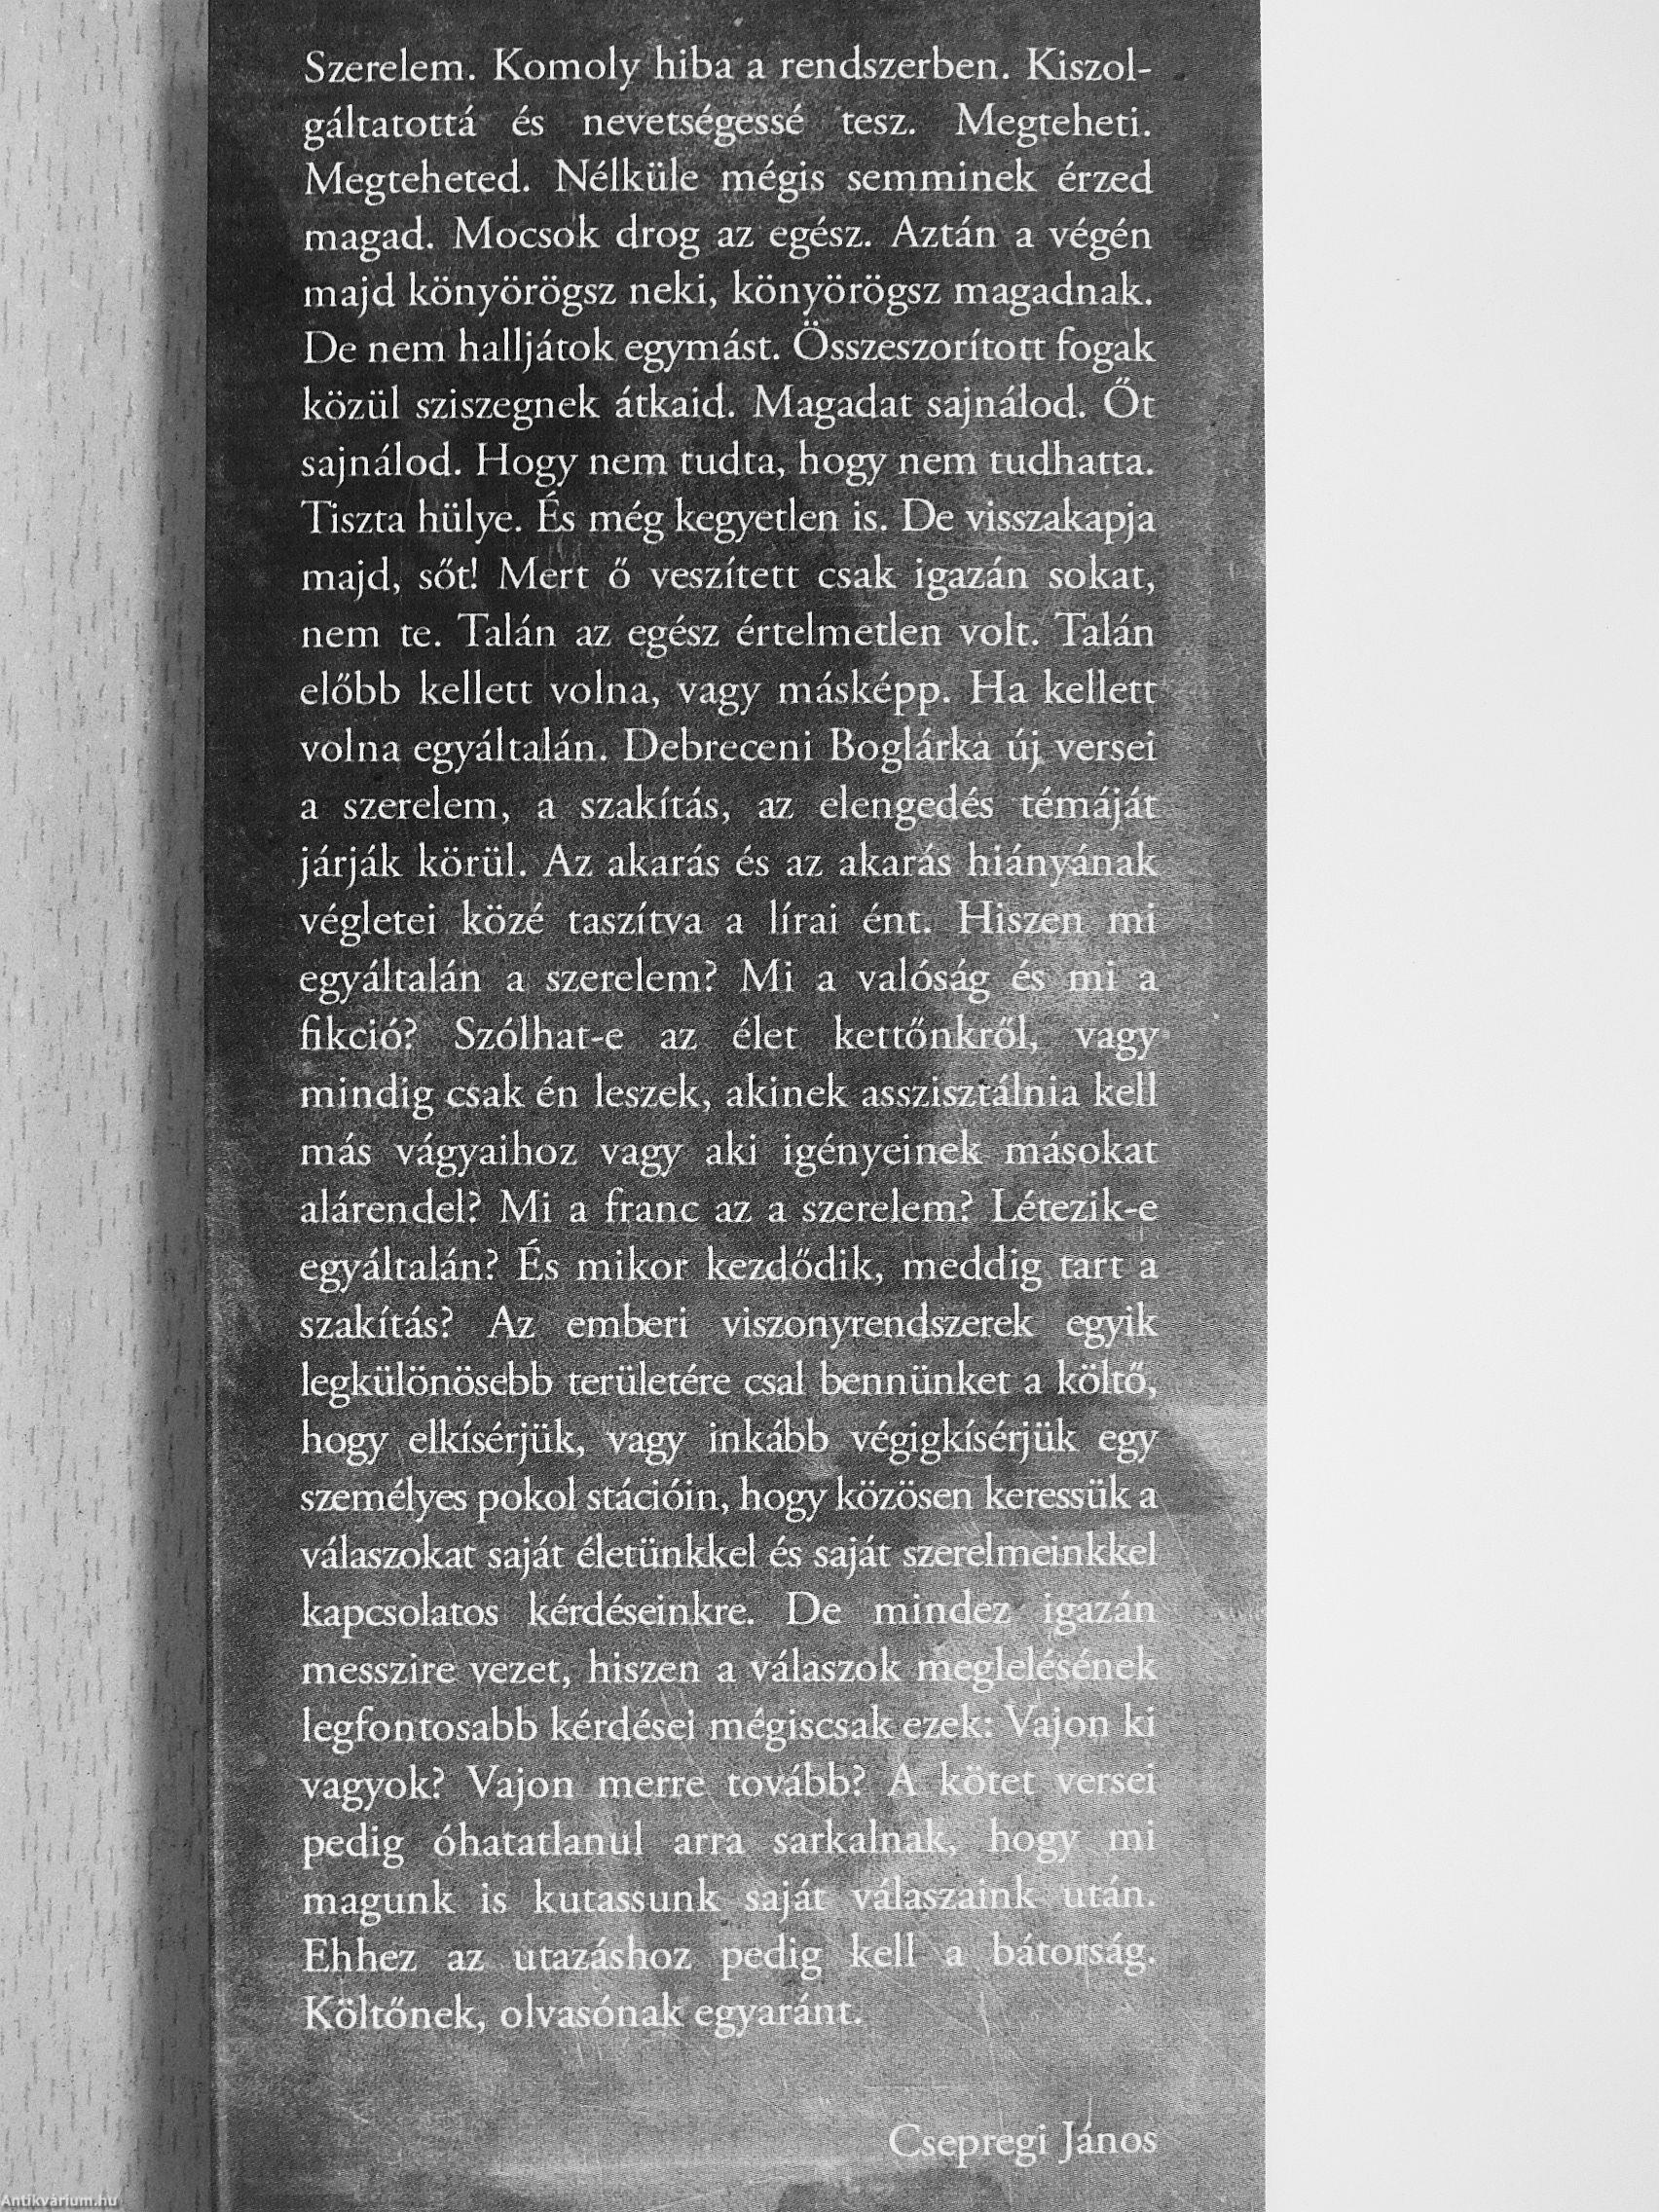 Szerelem. Komoly hiba a rendszerben. Kiszol-
gáltatottá és nevetségessé tesz. Megteheti.
Megteheted. Nélküle mégis semminek érzed
magad. Mocsok drog az egész. Aztán a végén
majd könyörögsz neki, könyörögsz magadnak.
De nem halljátok egymást. Összeszorított fogak
közül sziszegnek átkaid. Magadat sajnálod. Őt
sajnálod. Hogy nem tudta, hogy nem tudhatta.
Tiszta hülye. És még kegyetlen is. De visszakapja
majd, sőt! Mert ő veszített csak igazán sokat,
nem te. Talán az egész értelmetlen volt. Talán
előbb kellett volna, vagy másképp. Ha kellett
volna egyáltalán. Debreceni Boglárka új versei
a szerelem, a szakítás, az elengedés témáját
járják körül. Az akarás és az akarás hiányának
végletei közé taszítva a lírai ént. Hiszen mi
egyáltalán a szerelem? Mi a valóság és mi a
fikció? Szólhat-e az élet kettőnkről, vagy
mindig csak én leszek, akinek asszisztálnia kell
más vágyaihoz vagy aki igényeinek másokat
alárendel? Mi a franc az a szerelem? Létezik-e
egyáltalán? És mikor kezdődik, meddig tart a
szakítás? Az emberi viszonyrendszerek egyik
legkülönösebb területére csal bennünket a költő,
hogy elkísérjük, vagy inkább végigkísérjük egy
személyes pokol stációin, hogy közösen keressük a
válaszokat saját életünkkel és saját szerelmeinkkel
kapcsolatos kérdéseinkre. De mindez igazán
messzire vezet, hiszen a válaszok meglelésének
legfontosabb kérdései mégiscsak ezek: Vajon ki
vagyok? Vajon merre tovább? A kötet versei
pedig óhatatlanul arra sarkalnak, hogy mi
magunk is kutassunk saját válaszaink után.
Ehhez az utazáshoz pedig kell a bátorság.
Költőnek, olvasónak egyaránt.
Csepregi János
Antikvárium.hu